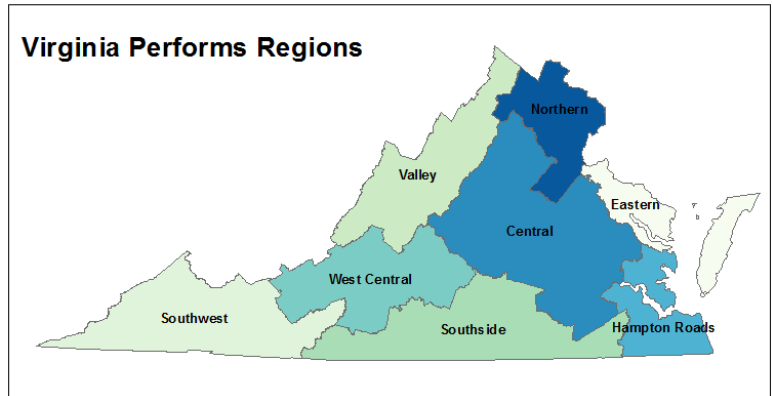 Virginia Performs Regions
Northern
Valley
Eastern
Central
West Central
Southwest
Southside
Hampton Roads